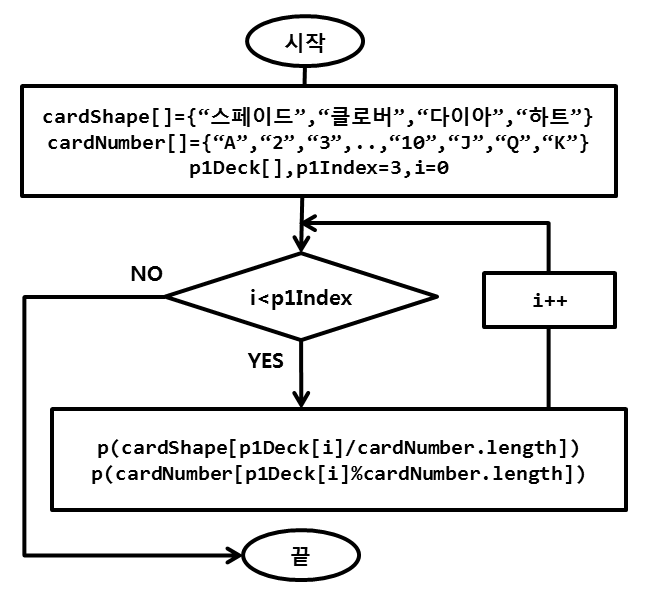 시작
cardShape[]={“스페이드”,“클로버”,“다이아”,“하트”}
cardNumber[]={“A”,“2”,“3”,..,“10”,“J”,“Q”,“K”}
p1Deck[],p1Index=3,i=0
NO
i<p1Index
i++
YES
p(cardShape[p1Deck[i]/cardNumber.length])
p(cardNumber[p1Deck[i]%cardNumber.length])
끝